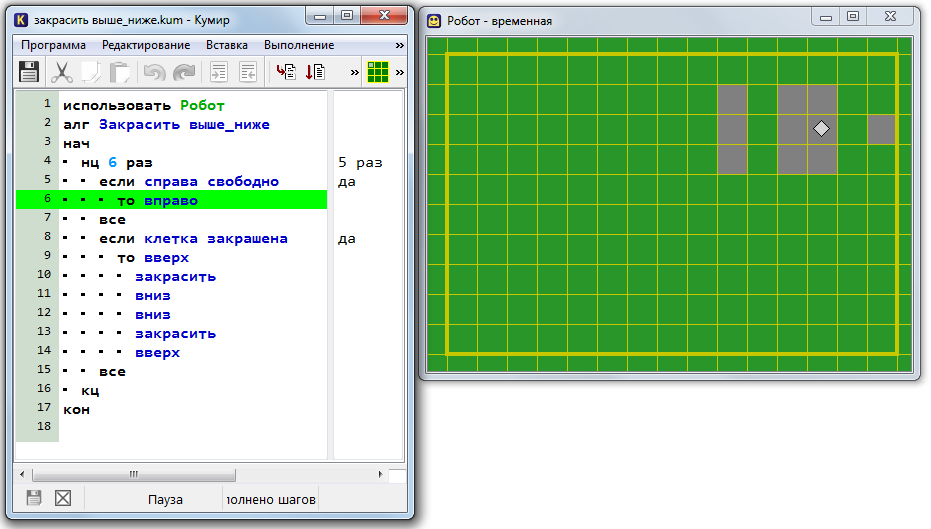 закрасить выше_ниже.kum - Кумир
Программа Редактирование Вставка Выполнение »
» »
1 использовать Робот
2 алг Закрасить выше_ниже
3 нач
4 нц 6 раз 5 раз
5 если справа свободно да
6 то вправо
7 все
8 если клетка закрашена да
9 то вверх
10 закрасить
11 вниз
12 вниз
13 закрасить
14 вверх
15 все
16 кц
17 кон
18
Пауза олнено шагов
Робот - временная